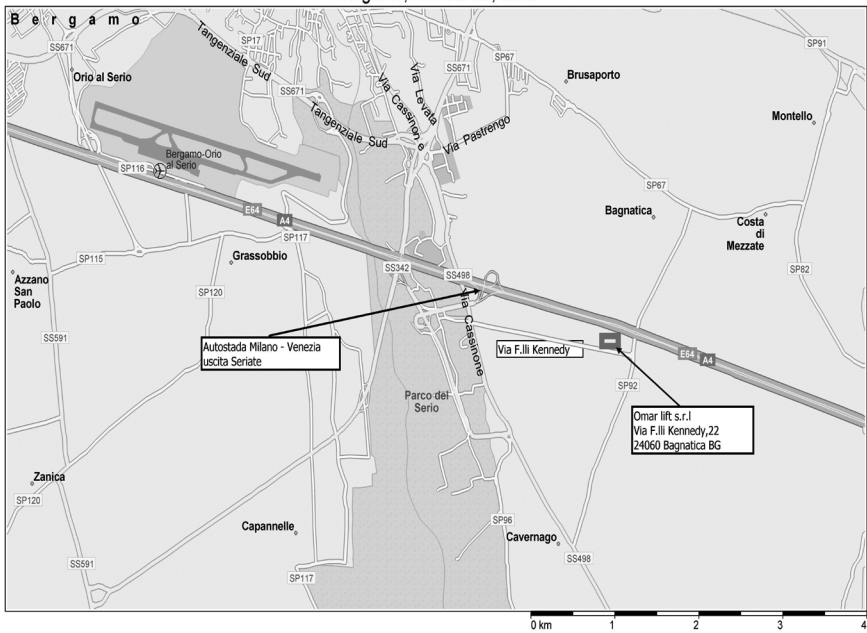 B e r g a m o
SS671
Orio al Serio
SP17
Tangenziale Sud
SS671
Via Cassinone
Via Levata
SS671
SP67
Brusaporto
SP91
Montello
Tangenziale Sud
Via Pastrengo
Bergamo-Orio
al Serio
SP116
SP67
Bagnatica
Costa
di
Mezzate
E64
A4
SP117
SP115
Grassobbio
SS342
SS498
SP82
Azzano
San
Paolo
SP120
SS591
Via Cassinone
Autostada Milano - Venezia
uscita Seriate
Via F.lli Kennedy
E64
A4
SP92
Parco del
Serio
Omar lift s.r.l
Via F.lli Kennedy,22
24060 Bagnatica BG
Zanica
SP120
Capannelle
SP96
Cavernago
SS498
SS591
SP117
0 km
1
2
3
4